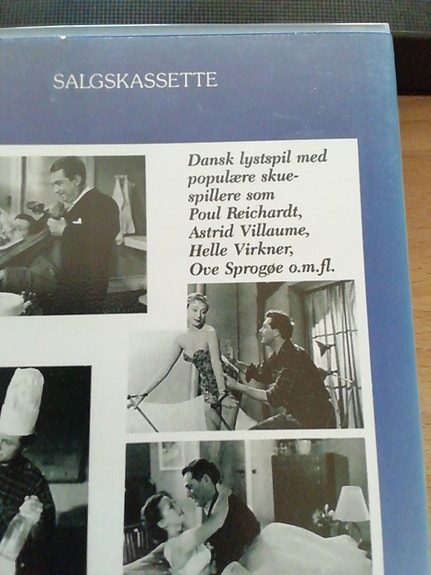 SALGSKASSETTE
Dansk lystspil med
populære skue-
spillere som
Poul Reichardt,
Astrid Villaume,
Helle Virkner,
Ove Sprogøe o.m.fl.